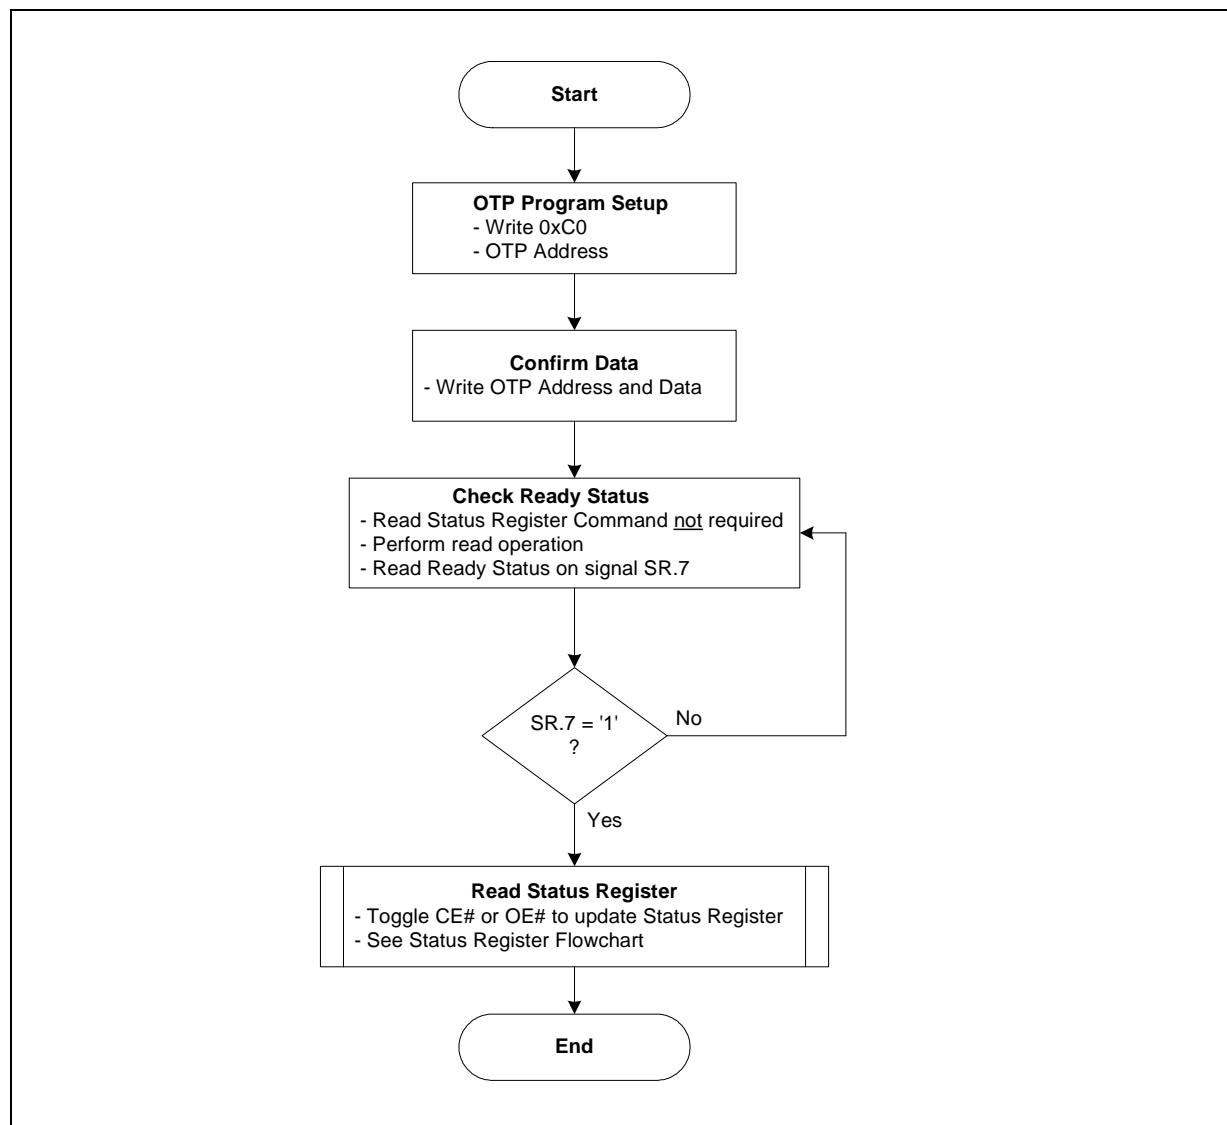 Start
OTP Program Setup
- Write 0xC0
- OTP Address
Confirm Data
- Write OTP Address and Data
Check Ready Status
- Read Status Register Command not required
- Perform read operation
- Read Ready Status on signal SR.7
SR.7 = '1'
?
No
Yes
Read Status Register
- Toggle CE# or OE# to update Status Register
- See Status Register Flowchart
End